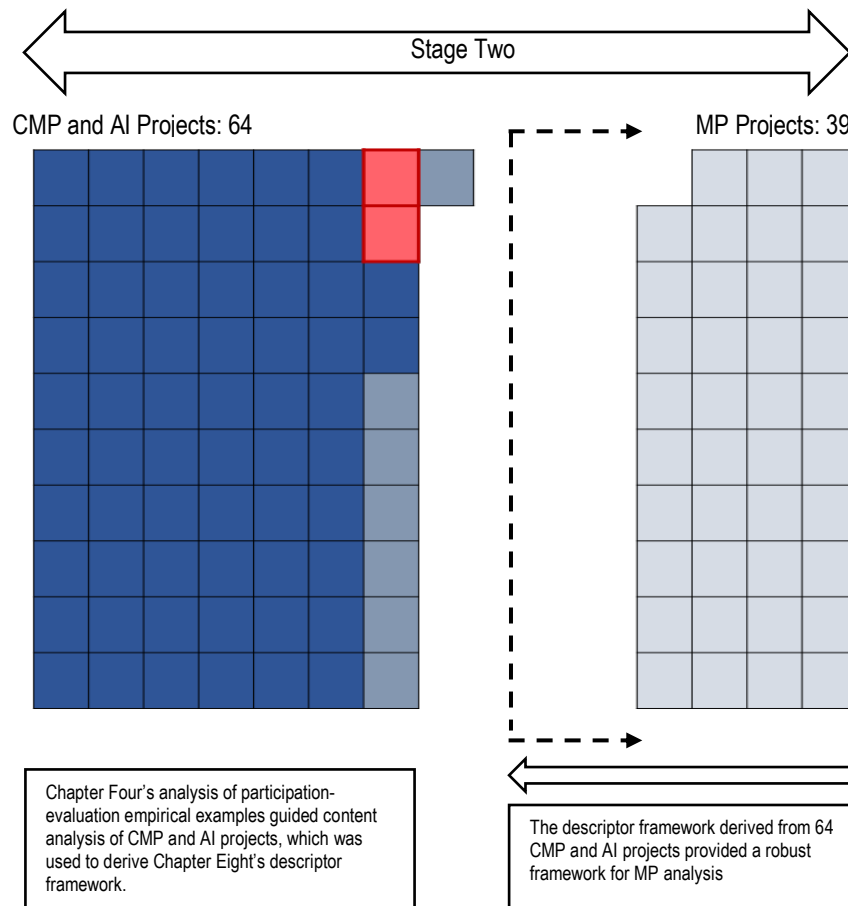 Stage Two
CMP and AI Projects: 64
MP Projects: 39
Chapter Four’s analysis of participation-
evaluation empirical examples guided content
analysis of CMP and AI projects, which was
used to derive Chapter Eight’s descriptor
framework.
The descriptor framework derived from 64
CMP and AI projects provided a robust
framework for MP analysis